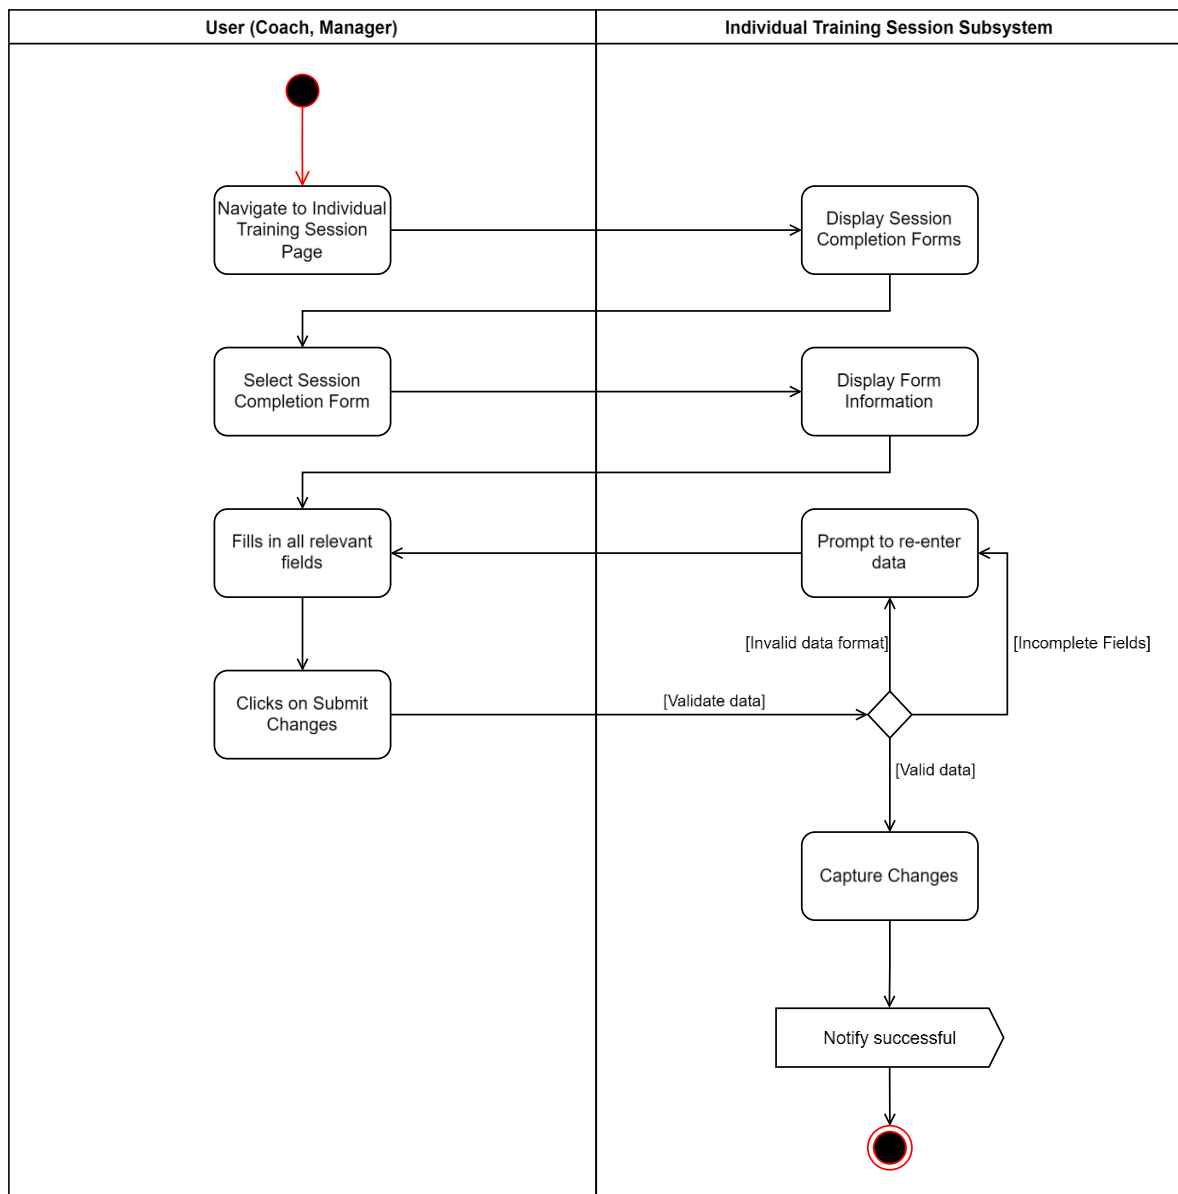 User (Coach, Manager)
Individual Training Session Subsystem
Navigate to Individual
Training Session
Page
Display Session
Completion Forms
Select Session
Completion Form
Display Form
Information
Fills in all relevant
fields
Prompt to re-enter
data
[Invalid data format]
[Incomplete Fields]
Clicks on Submit
Changes
[Validate data]
[Valid data]
Capture Changes
Notify successful